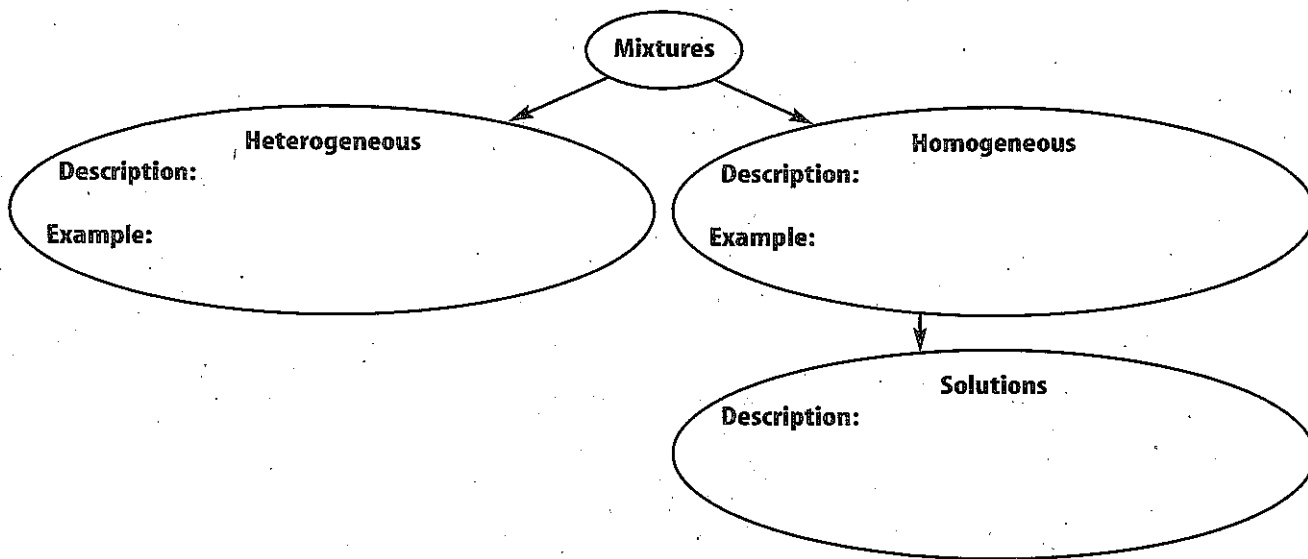 Mixtures
Heterogeneous
Description:
Example:
Homogeneous
Description:
Example:
Solutions
Description: